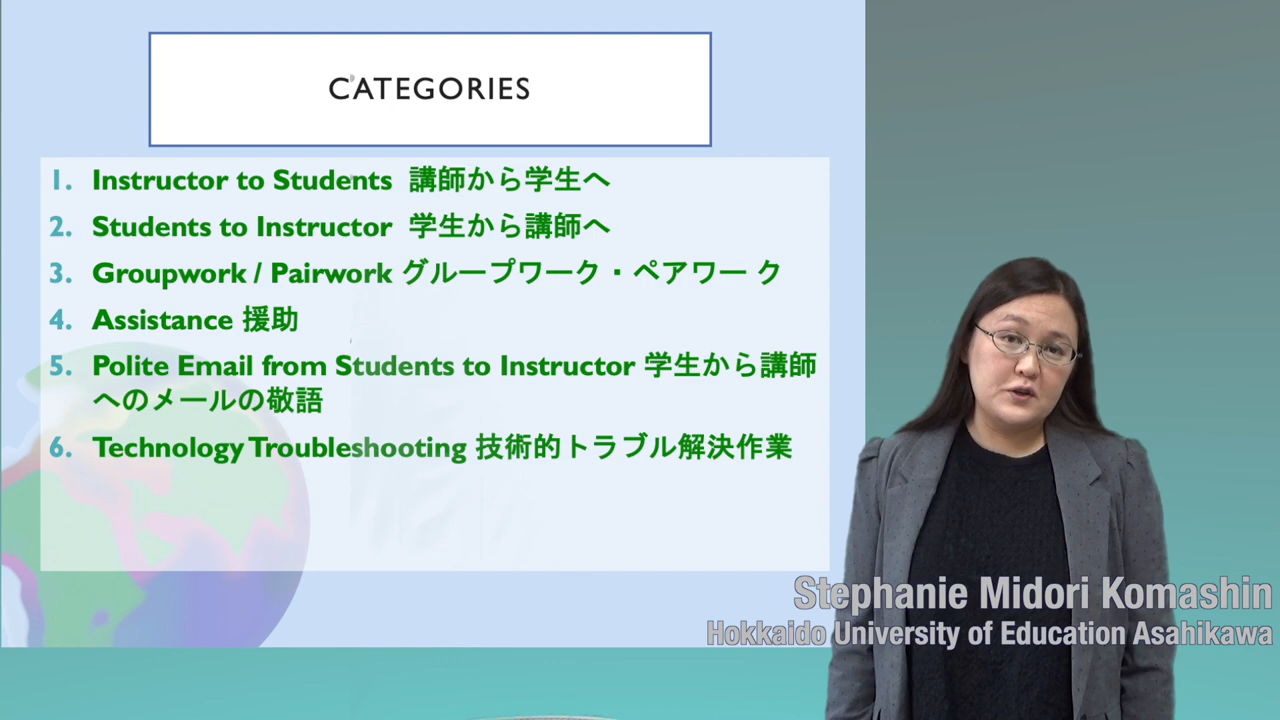 CATEGORIES
1. Instructor to Students 講師から学生へ
2. Students to Instructor 学生から講師へ
3. Groupwork / Pairwork グループワーク・ペアワー ク
4. Assistance 援助
5. Polite Email from Students to Instructor 学生から講師
へのメールの敬語
6. Technology Troubleshooting 技術的トラブル解決作業
Stephanie Midori Komashin
Hokkaido University of Education Asahikawa